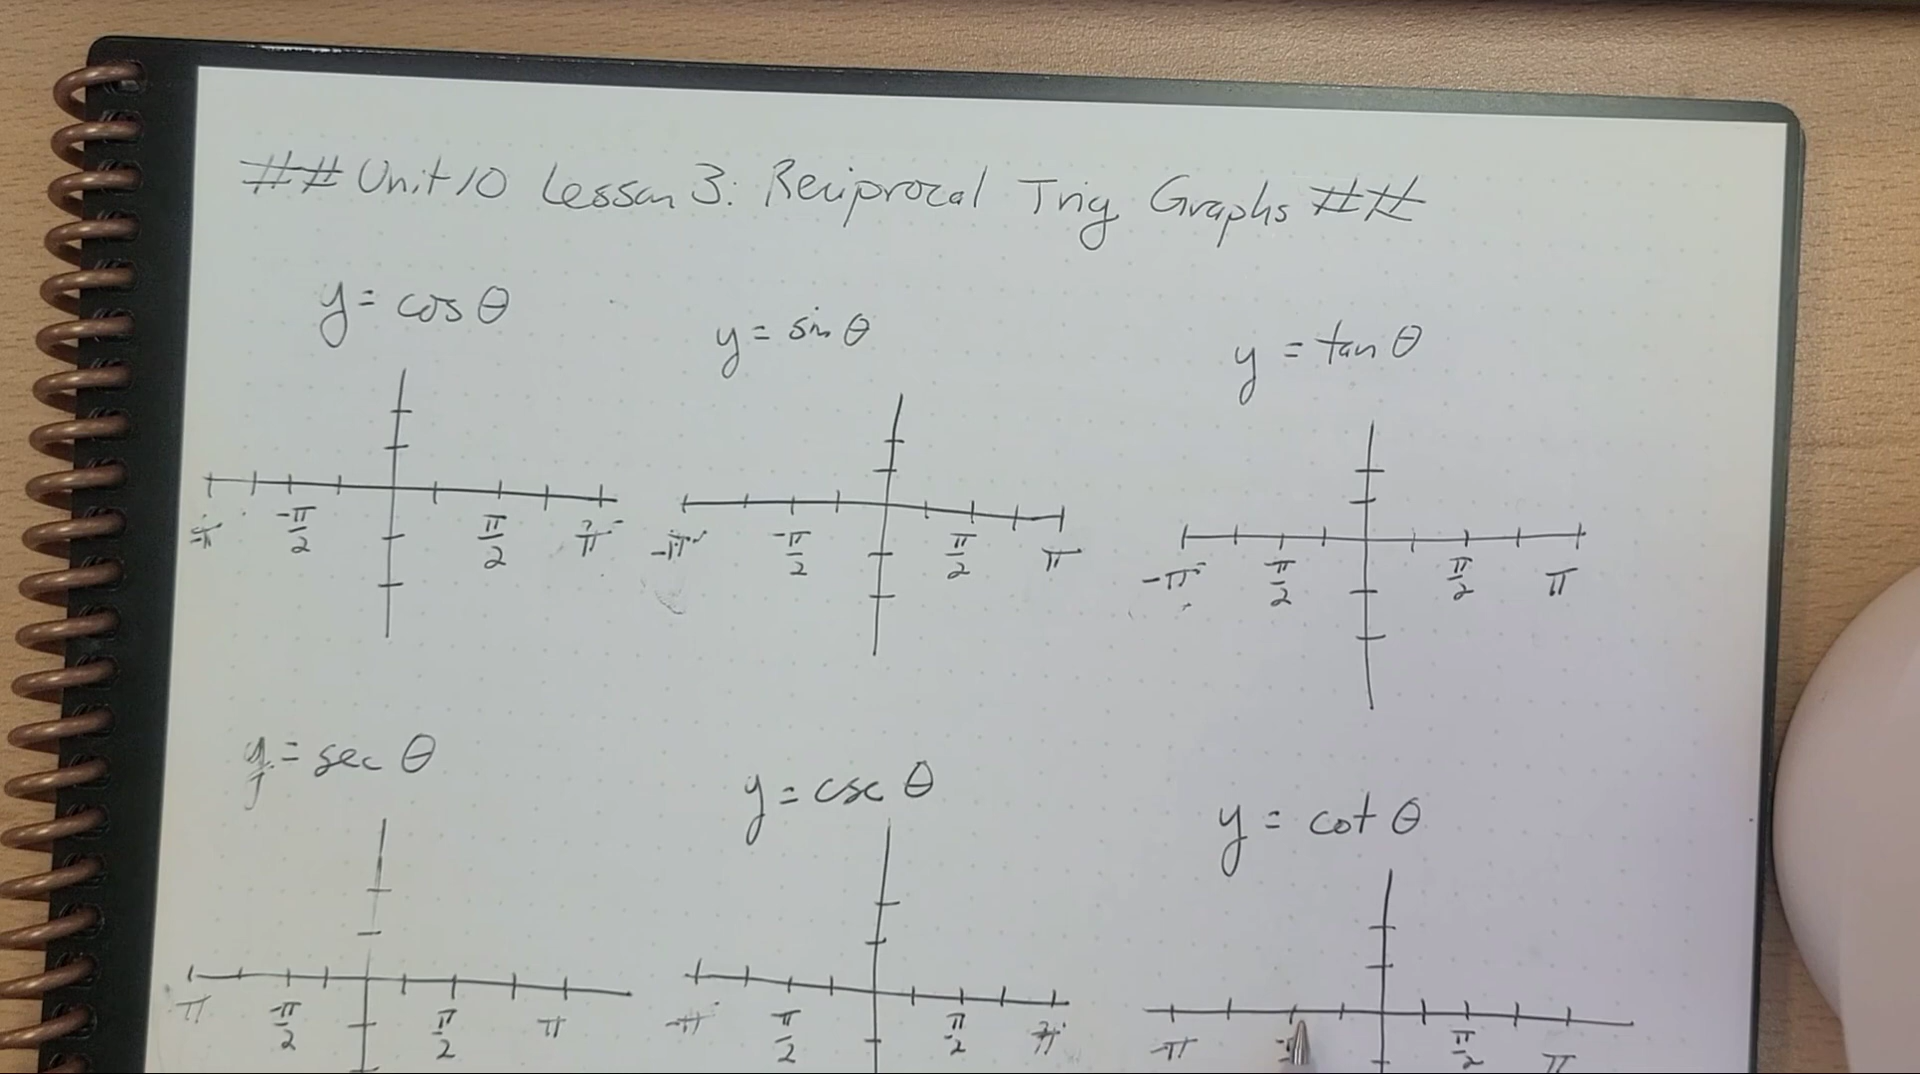 ## Unit 10 Lesson 3: Reciprocal Trig Graphs ##
y = cos θ
y = sin θ
y = tan θ
-π -π/2 π/2 π
-π -π/2 π/2 π
-π -π/2 π/2 π
y = sec θ
y = csc θ
y = cot θ
π -π/2 π/2 π
-π π/2 π/2 π
-π π/2 π